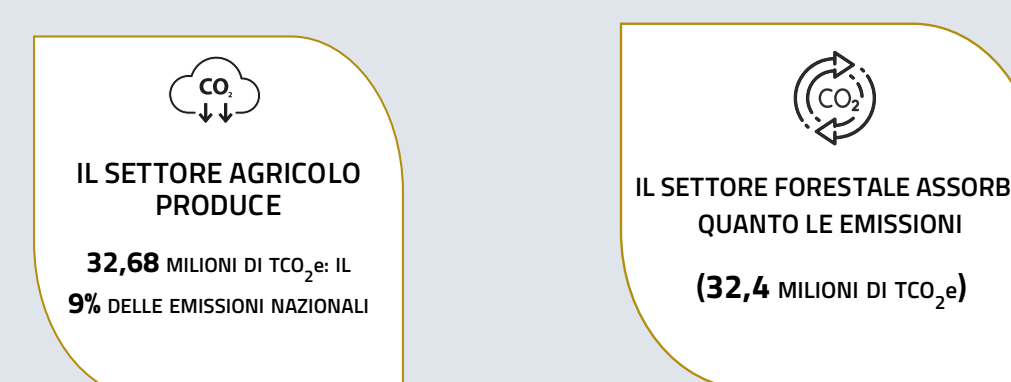 CO2
IL SETTORE AGRICOLO
PRODUCE
32,68 MILIONI DI TCO2e: IL
9% DELLE EMISSIONI NAZIONALI
CO2
IL SETTORE FORESTALE ASSORB
QUANTO LE EMISSIONI
(32,4 MILIONI DI TCO2e)